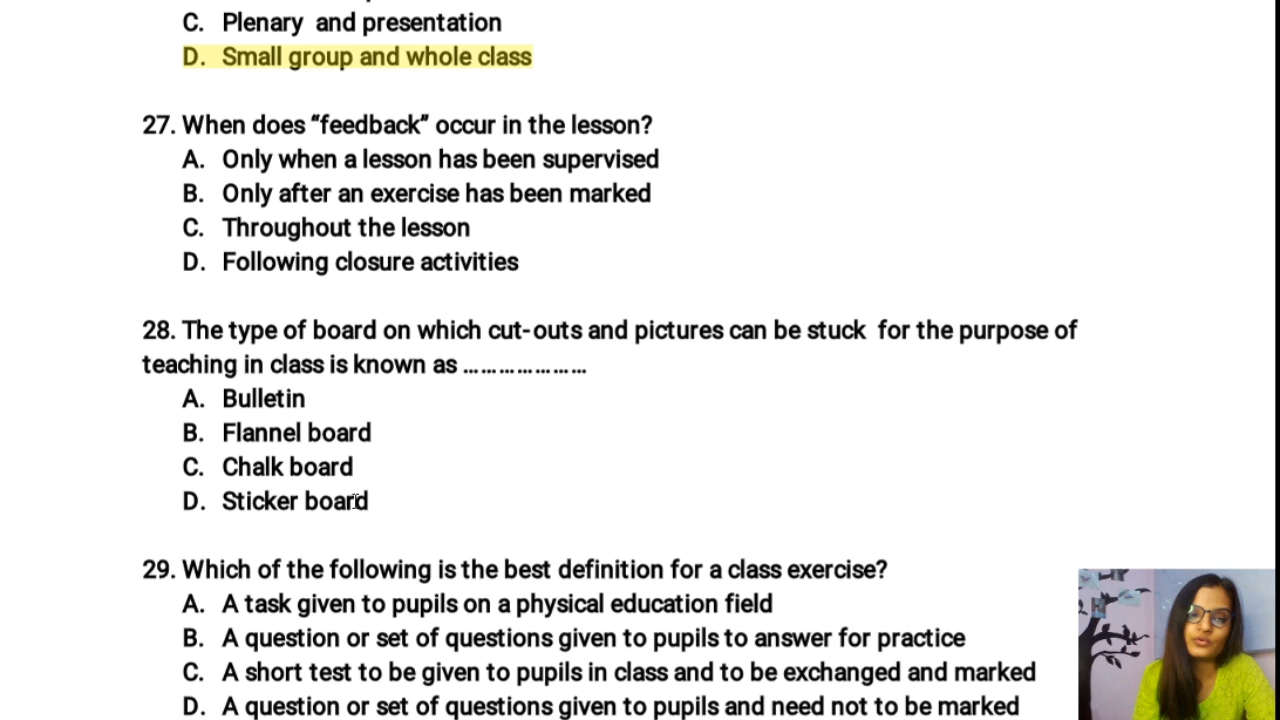 C. Plenary and presentation
D. Small group and whole class
27. When does “feedback” occur in the lesson?
A. Only when a lesson has been supervised
B. Only after an exercise has been marked
C. Throughout the lesson
D. Following closure activities
28. The type of board on which cut-outs and pictures can be stuck for the purpose of
teaching in class is known as ………………...
A. Bulletin
B. Flannel board
C. Chalk board
D. Sticker board
29. Which of the following is the best definition for a class exercise?
A. A task given to pupils on a physical education field
B. A question or set of questions given to pupils to answer for practice
C. A short test to be given to pupils in class and to be exchanged and marked
D. A question or set of questions given to pupils and need not to be marked